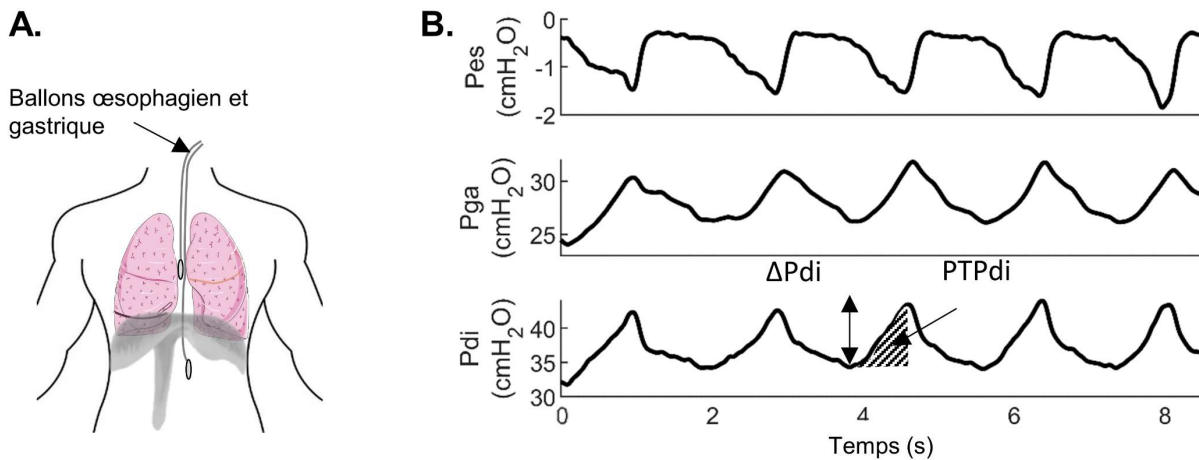 A.
Ballons œsophagien et
gastrique
B.
Pes
(cmH2O)
0
-1
-2
Pga
(cmH2O)
30
25
ΔPdi
PTPdi
Pdi
(cmH2O)
40
35
30
0 2 4 6 8
Temps (s)